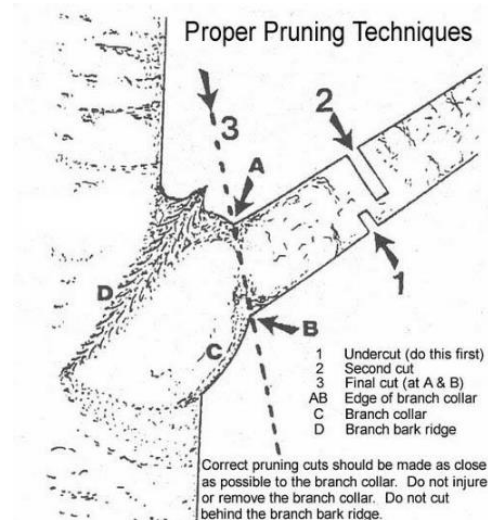 Proper Pruning Techniques
2
3
A
D
1
B
C
1 Undercut (do this first)
2 Second cut
3 Final cut (at A & B)
AB Edge of branch collar
C Branch collar
D Branch bark ridge
Correct pruning cuts should be made as close
as possible to the branch collar. Do not injure
or remove the branch collar. Do not cut
behind the branch bark ridge.